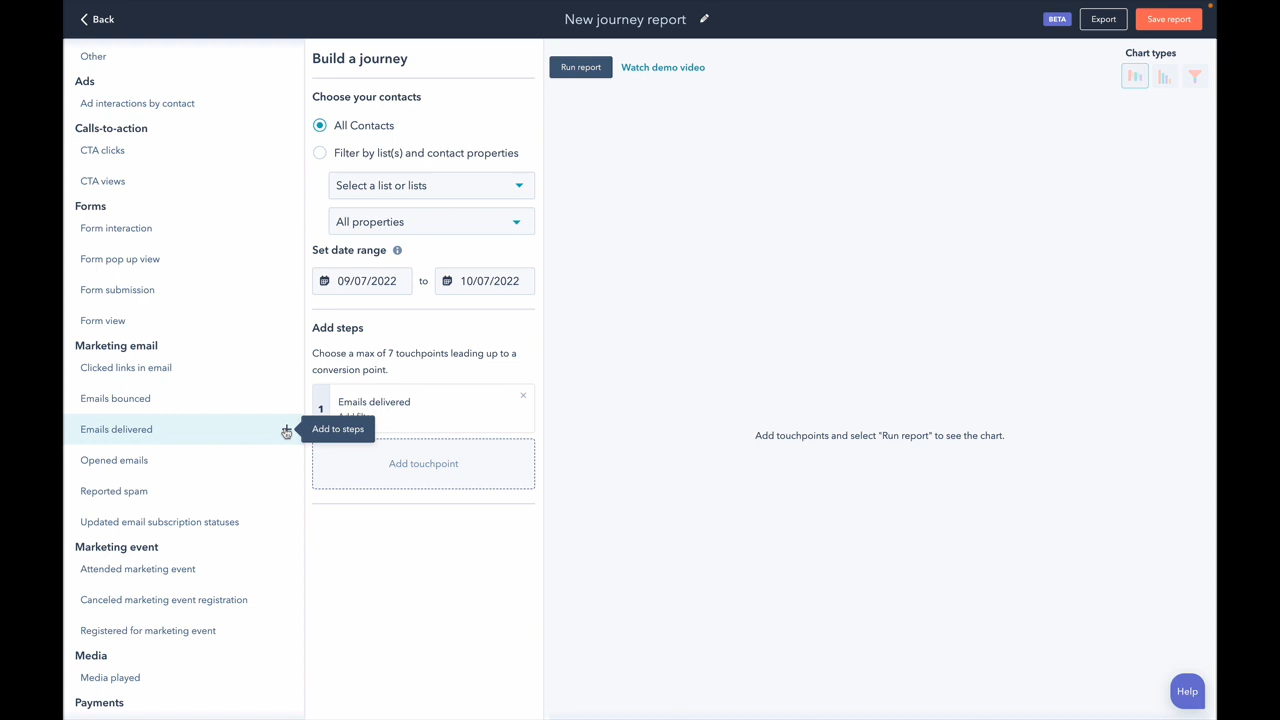 Back
New journey report
BETA
Export
Save report
Other
Ads
Ad interactions by contact
Calls-to-action
CTA clicks
CTA views
Forms
Form interaction
Form pop up view
Form submission
Form view
Marketing email
Clicked links in email
Emails bounced
Emails delivered
Opened emails
Reported spam
Updated email subscription statuses
Marketing event
Attended marketing event
Canceled marketing event registration
Registered for marketing event
Media
Media played
Payments
Add to steps
Build a journey
Choose your contacts
All Contacts
Filter by list(s) and contact properties
Select a list or lists
All properties
Set date range
09/07/2022 to 10/07/2022
Add steps
Choose a max of 7 touchpoints leading up to a
conversion point.
1
Emails delivered
Add touchpoint
Run report
Watch demo video
Chart types
Add touchpoints and select "Run report" to see the chart.
Help